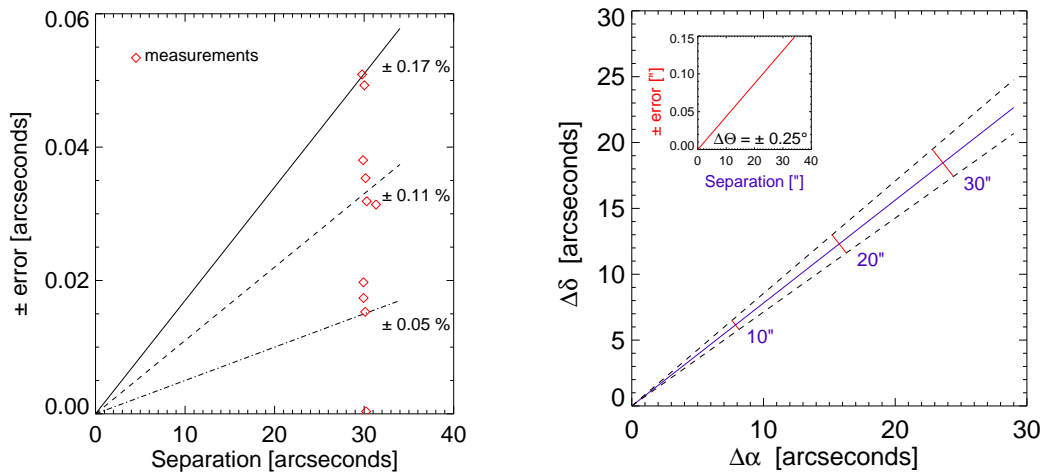 0.06
measurements
± 0.17 %
0.04
± 0.11 %
0.02
± 0.05 %
0.00
± error [arcseconds]
0 10 20 30 40
Separation [arcseconds]
30
25
20
15
10
5
0
Δδ [arcseconds]
0.15
0.10
0.05
0.00
± error ["]
ΔΘ = ± 0.25°
0 10 20 30 40
Separation ["]
30"
20"
10"
0 10 20 30
Δα [arcseconds]